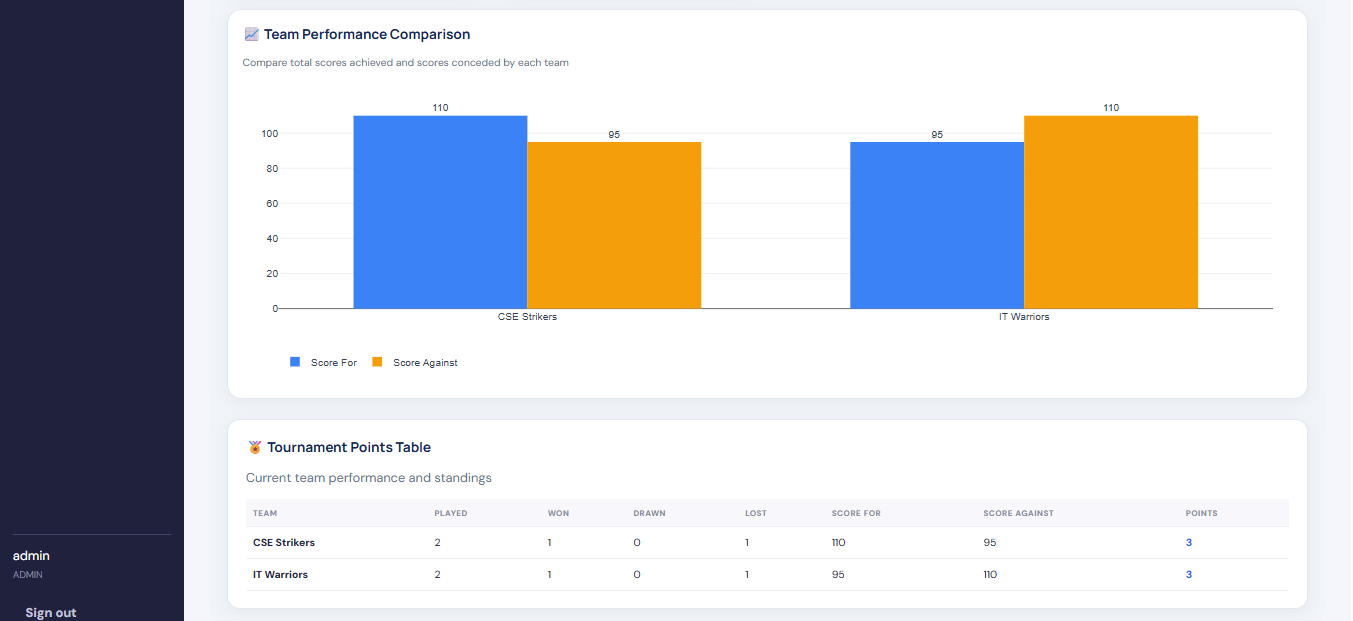 Team Performance Comparison
Compare total scores achieved and scores conceded by each team
110 95 95 110
100
80
60
40
20
0
CSE Strikers IT Warriors
Score For Score Against
Tournament Points Table
Current team performance and standings
TEAM PLAYED WON DRAWN LOST SCORE FOR SCORE AGAINST POINTS
CSE Strikers 2 1 0 1 110 95 3
IT Warriors 2 1 0 1 95 110 3
admin
ADMIN
Sign out